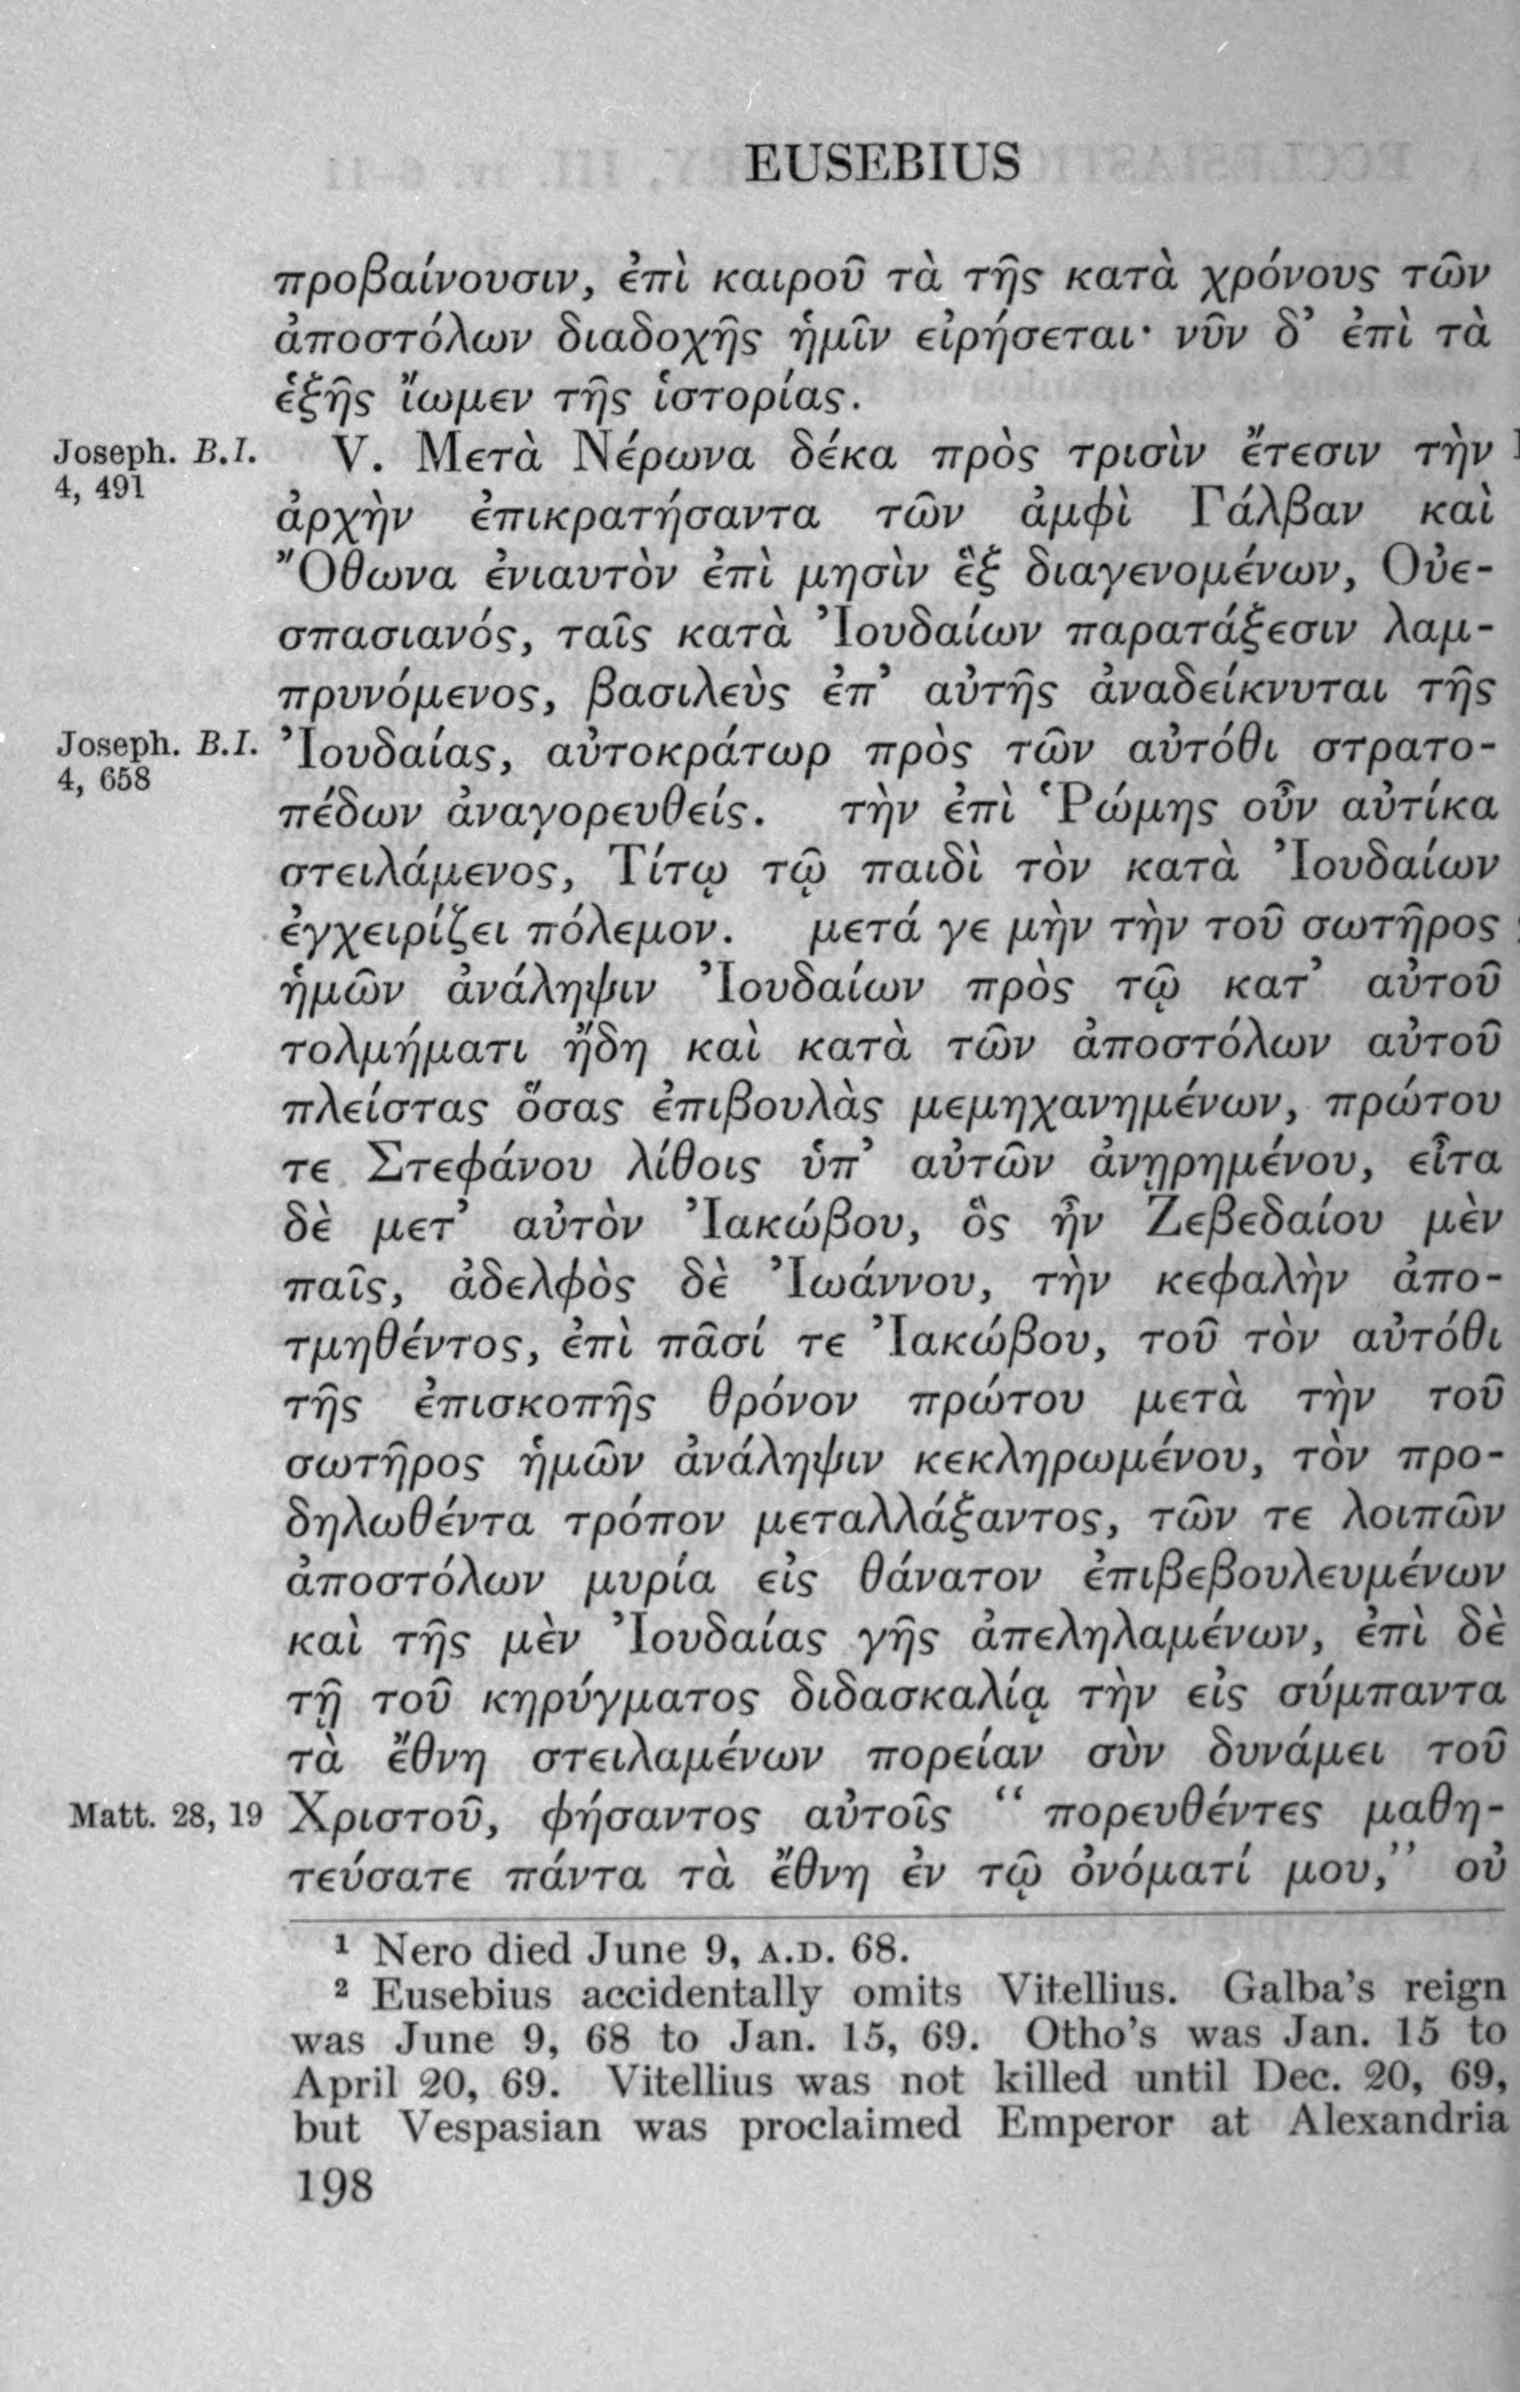 EUSEBIUS
προβαίνουσιν, ἐπὶ καιροῦ τὰ τῆς κατὰ χρόνους τῶν
ἀποστόλων διαδοχῆς ἡμῖν εἰρήσεται· νῦν δ’ ἐπὶ τὰ
ἑξῆς ἴωμεν τῆς ἱστορίας.
Joseph. B.I.
4, 491
V. Μετὰ Νέρωνα δέκα πρὸς τρισὶν ἔτεσιν τὴν
ἀρχὴν ἐπικρατήσαντα τῶν ἀμφὶ Γάλβαν καὶ
Ὄθωνα ἐνιαυτὸν ἐπὶ μησὶν ἓξ διαγενομένων, Οὐε-
σπασιανός, ταῖς κατὰ Ἰουδαίων παρατάξεσιν λαμ-
πρυνόμενος, βασιλεὺς ἐπ’ αὐτῆς ἀναδείκνυται τῆς
Joseph. B.I.
4, 658
Ἰουδαίας, αὐτοκράτωρ πρὸς τῶν αὐτόθι στρατο-
πέδων ἀναγορευθείς. τὴν ἐπὶ Ῥώμης οὖν αὐτίκα
στειλάμενος, Τίτῳ τῷ παιδὶ τὸν κατὰ Ἰουδαίων
ἐγχειρίζει πόλεμον. μετά γε μὴν τὴν τοῦ σωτῆρος
ἡμῶν ἀνάληψιν Ἰουδαίων πρὸς τῷ κατ’ αὐτοῦ
τολμήματι ἤδη καὶ κατὰ τῶν ἀποστόλων αὐτοῦ
πλείστας ὅσας ἐπιβουλὰς μεμηχανημένων, πρώτου
τε Στεφάνου λίθοις ὑπ’ αὐτῶν ἀνῃρημένου, εἶτα
δὲ μετ’ αὐτὸν Ἰακώβου, ὃς ἦν Ζεβεδαίου μὲν
παῖς, ἀδελφὸς δὲ Ἰωάννου, τὴν κεφαλὴν ἀπο-
τμηθέντος, ἐπὶ πᾶσί τε Ἰακώβου, τοῦ τὸν αὐτόθι
τῆς ἐπισκοπῆς θρόνον πρώτου μετὰ τὴν τοῦ
σωτῆρος ἡμῶν ἀνάληψιν κεκληρωμένου, τὸν προ-
δηλωθέντα τρόπον μεταλλάξαντος, τῶν τε λοιπῶν
ἀποστόλων μυρία εἰς θάνατον ἐπιβεβουλευμένων
καὶ τῆς μὲν Ἰουδαίας γῆς ἀπεληλαμένων, ἐπὶ δὲ
τῇ τοῦ κηρύγματος διδασκαλίᾳ τὴν εἰς σύμπαντα
τὰ ἔθνη στειλαμένων πορείαν σὺν δυνάμει τοῦ
Matt. 28, 19
Χριστοῦ, φήσαντος αὐτοῖς “ πορευθέντες μαθη-
τεύσατε πάντα τὰ ἔθνη ἐν τῷ ὀνόματί μου,” οὐ
¹ Nero died June 9, A.D. 68.
² Eusebius accidentally omits Vitellius. Galba’s reign
was June 9, 68 to Jan. 15, 69. Otho’s was Jan. 15 to
April 20, 69. Vitellius was not killed until Dec. 20, 69,
but Vespasian was proclaimed Emperor at Alexandria
198